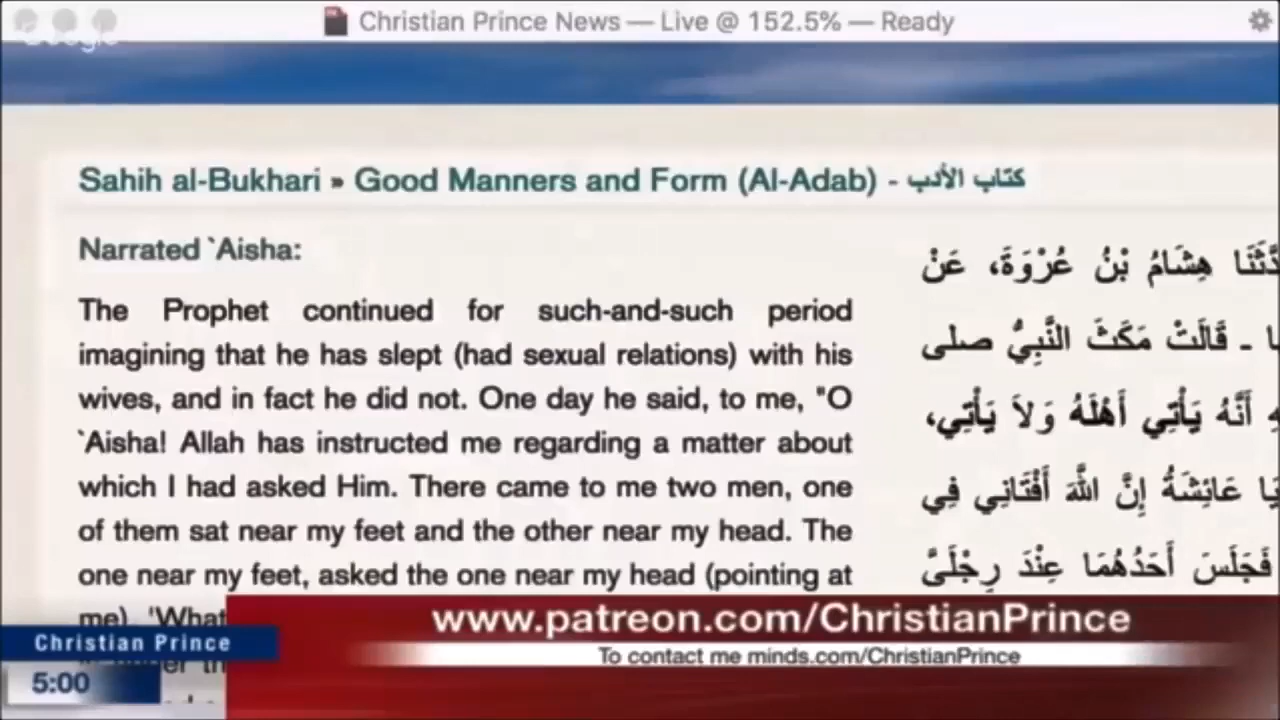 Christian Prince News — Live @ 152.5% — Ready
Google
Sahih al-Bukhari » Good Manners and Form (Al-Adab) - كتاب الأدب
Narrated `Aisha:
The Prophet continued for such-and-such period
imagining that he has slept (had sexual relations) with his
wives, and in fact he did not. One day he said, to me, "O
`Aisha! Allah has instructed me regarding a matter about
which I had asked Him. There came to me two men, one
of them sat near my feet and the other near my head. The
one near my feet, asked the one near my head (pointing at
me), 'What
هِشَامُ بْنُ عُرْوَةَ، عَنْ
ـ قَالَتْ مَكَثَ النَّبِيُّ صلى
أَنَّهُ يَأْتِي أَهْلَهُ وَلاَ يَأْتِي،
يَا عَائِشَةُ إِنَّ اللَّهَ أَفْتَانِي فِي
فَجَلَسَ أَحَدُهُمَا عِنْدَ رِجْلَىَّ
www.patreon.com/ChristianPrince
To contact me minds.com/ChristianPrince
Christian Prince
5:00